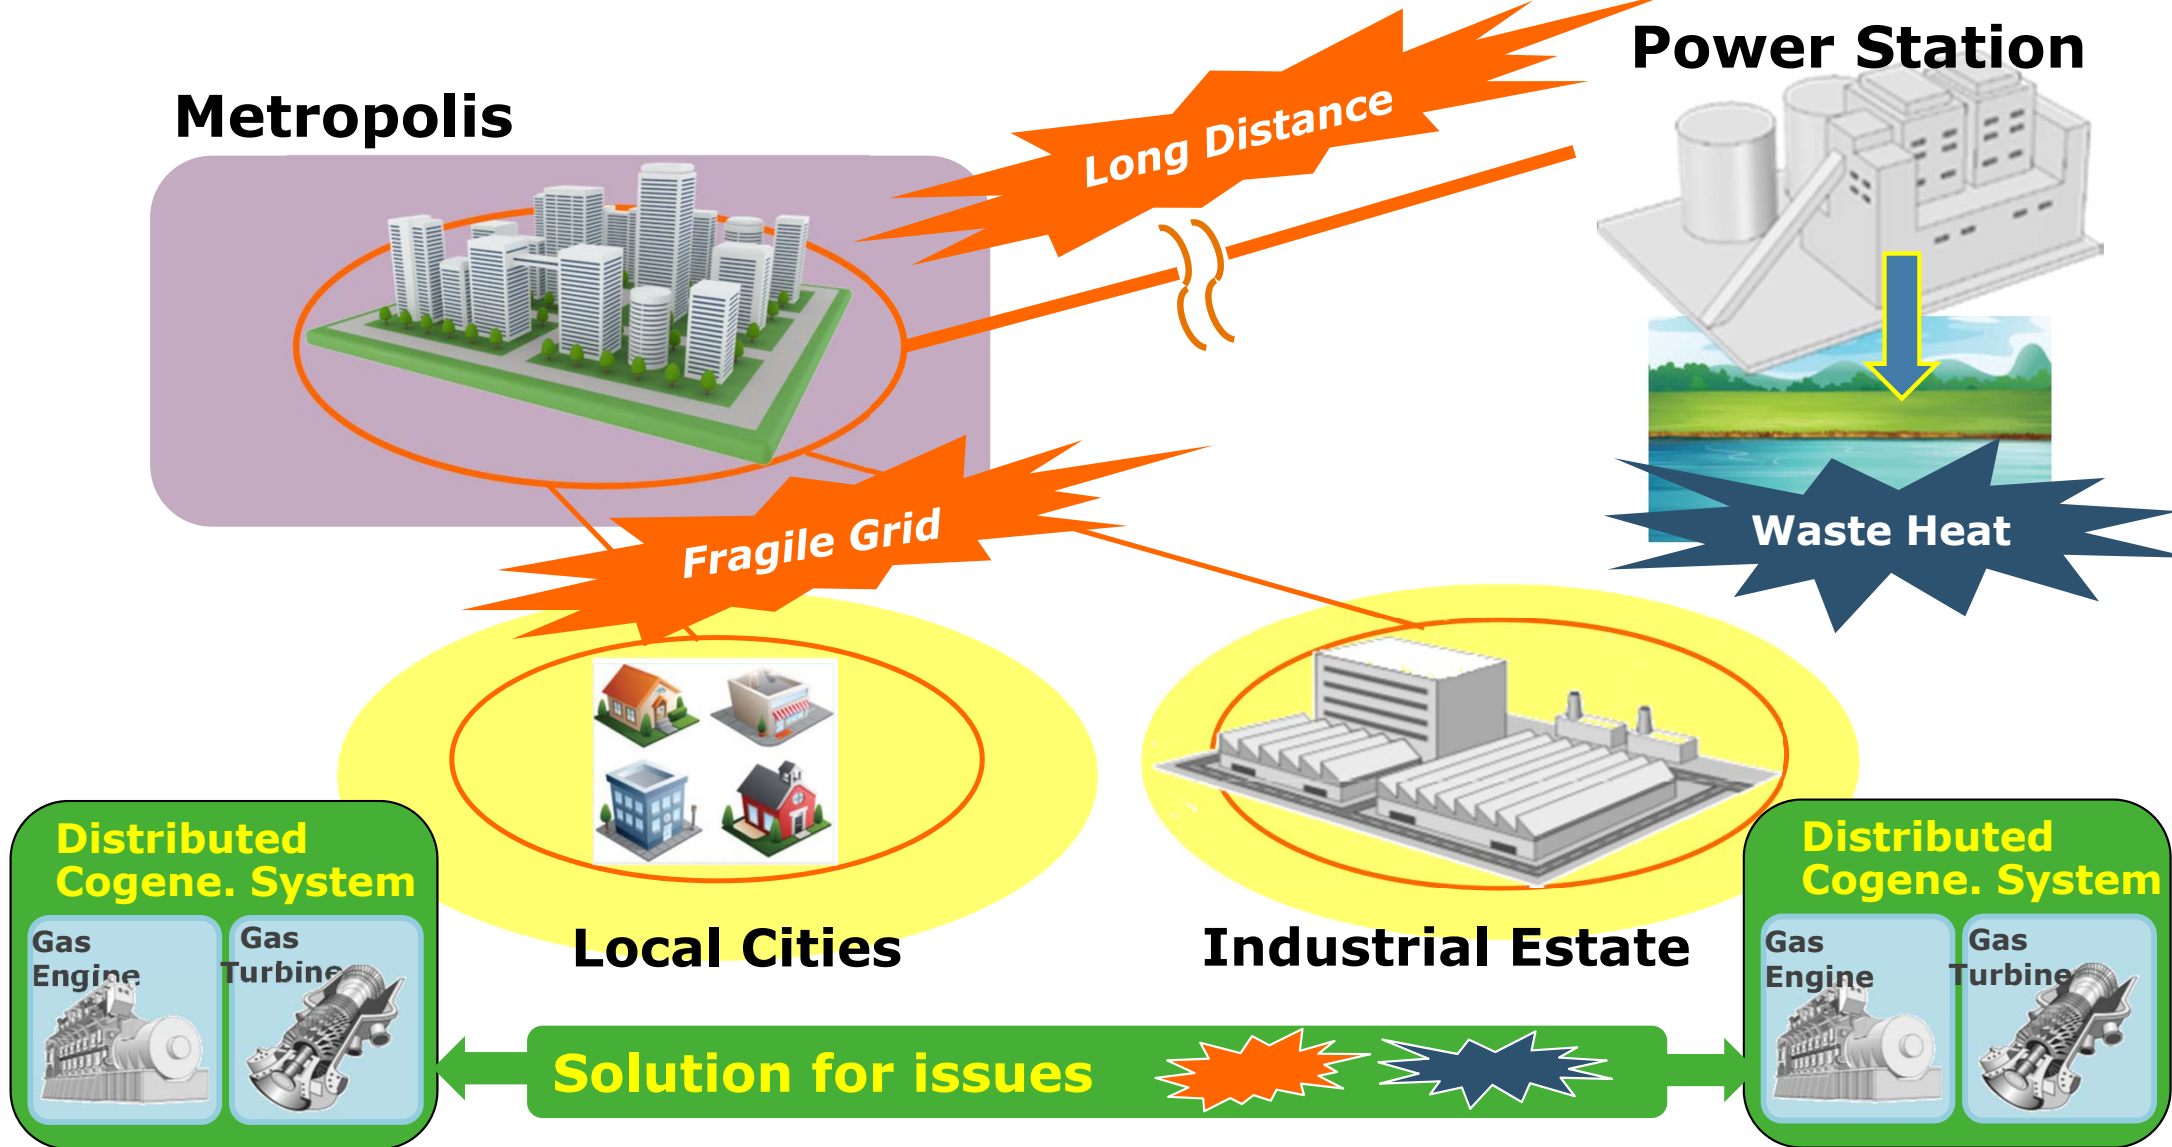 Power Station
Metropolis
Long Distance
Fragile Grid
Waste Heat
Distributed
Cogene. System
Gas
Engine
Gas
Turbine
Local Cities
Industrial Estate
Distributed
Cogene. System
Gas
Engine
Gas
Turbine
Solution for issues